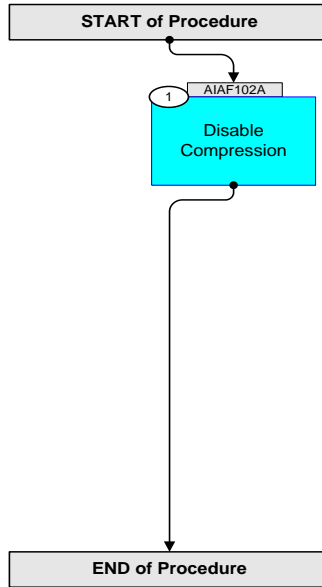 START of Procedure
AIAF102A
1
Disable
Compression
END of Procedure